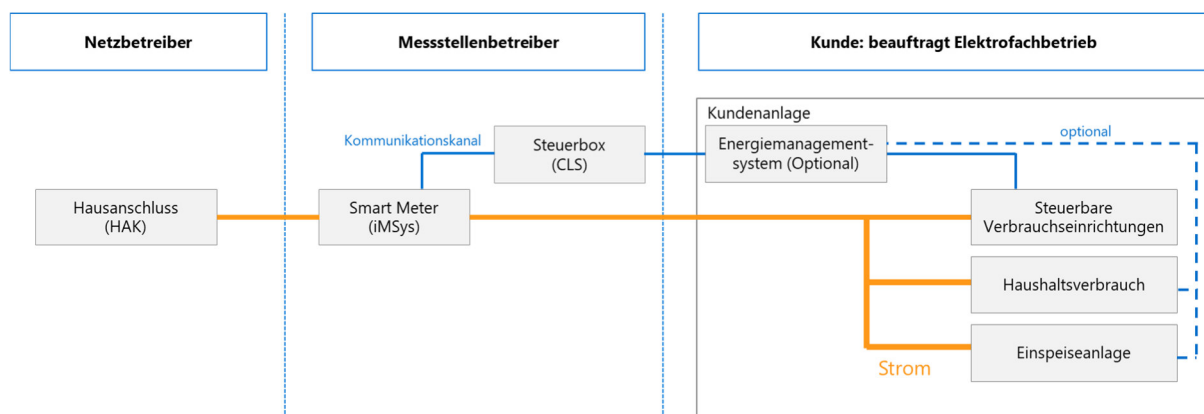 Netzbetreiber
Messstellenbetreiber
Kunde: beauftragt Elektrofachbetrieb
Kundenanlage
Kommunikationskanal
Steuerbox
(CLS)
Energiemanagement-
system (Optional)
optional
Hausanschluss
(HAK)
Smart Meter
(iMSys)
Steuerbare
Verbrauchseinrichtungen
Haushaltsverbrauch
Einspeiseanlage
Strom